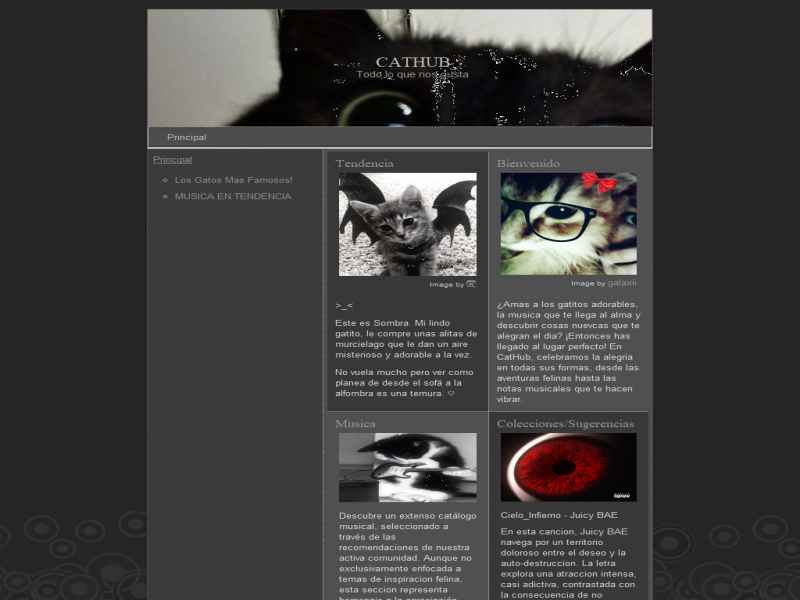 CATHUB
Todo lo que nos gusta
Principal
Principal
Los Gatos Mas Famosos!
MUSICA EN TENDENCIA
Tendencia
Image by
>_<
Este es Sombra. Mi lindo
gatito, le compre unas alitas de
murcielago que le dan un aire
misterioso y adorable a la vez.
No vuela mucho pero ver como
planea de desde el sofá a la
alfombra es una ternura. ♡
Bienvenido
Image by galaxii
¿Amas a los gatitos adorables,
la musica que te llega al alma y
descubrir cosas nuevcas que te
alegran el dia? ¡Entonces has
llegado al lugar perfecto! En
CatHub, celebramos la alegria
en todas sus formas, desde las
aventuras felinas hasta las
notas musicales que te hacen
vibrar.
Musica
Descubre un extenso catálogo
musical, seleccionado a
través de las
recomendaciones de nuestra
activa comunidad. Aunque no
exclusivamente enfocada a
temas de inspiracion felina,
esta seccion representa
Colecciones/Sugerencias
Cielo_Infierno - Juicy BAE
En esta cancion, Juicy BAE
navega por un territorio
doloroso entre el deseo y la
auto-destruccion. La letra
explora una atraccion intensa,
casi adictiva, contrastada con
la consecuencia de no